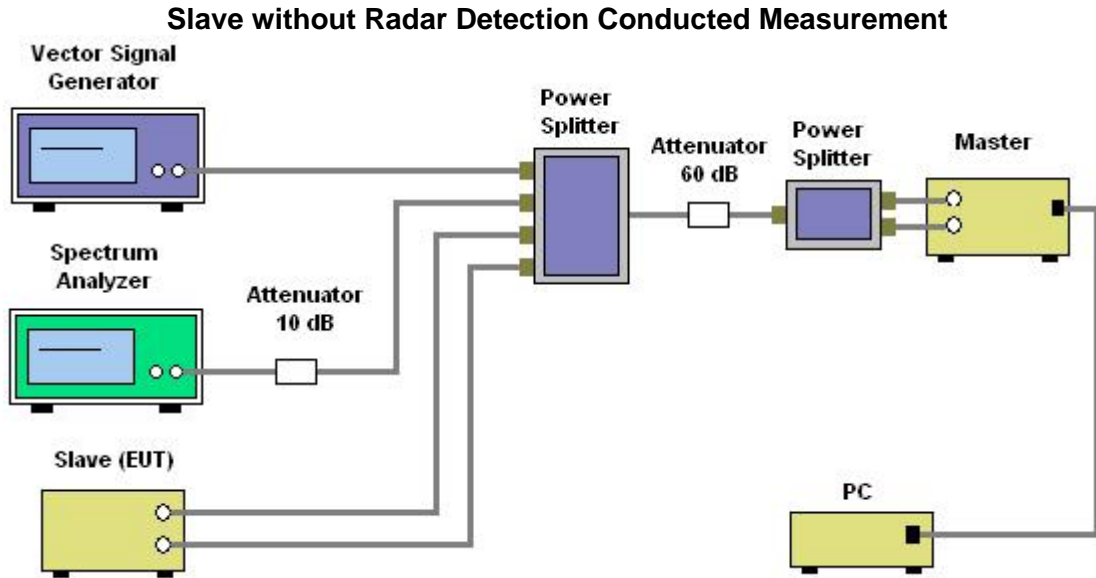 Slave without Radar Detection Conducted Measurement
Vector Signal
Generator
Power
Splitter
Attenuator
60 dB
Power
Splitter
Master
Spectrum
Analyzer
Attenuator
10 dB
Slave (EUT)
PC